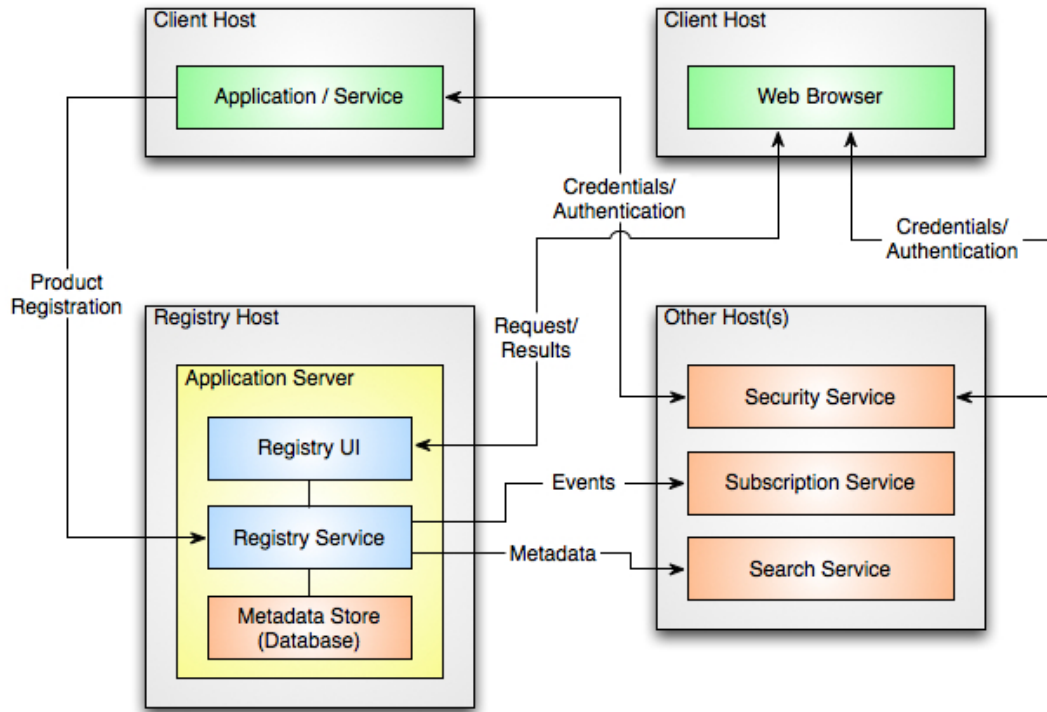 Client Host
Application / Service
Client Host
Web Browser
Credentials/
Authentication
Credentials/
Authentication
Product
Registration
Registry Host
Request/
Results
Other Host(s)
Application Server
Security Service
Registry UI
Events
Subscription Service
Registry Service
Metadata
Search Service
Metadata Store
(Database)